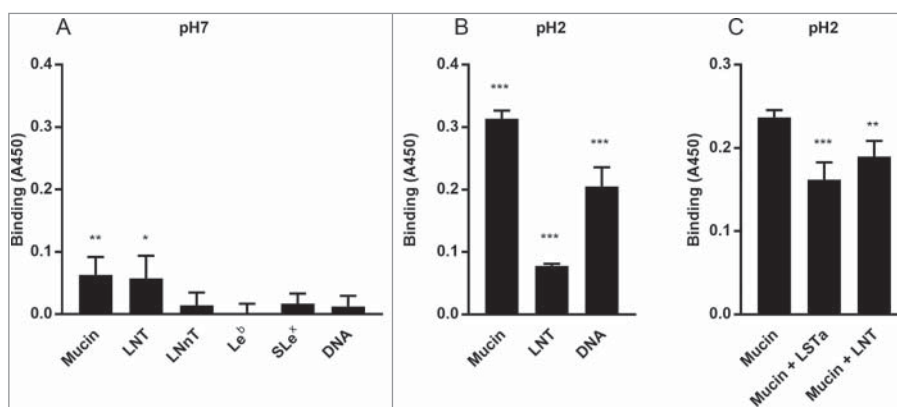 A
pH7
Binding (A450)
0.4
0.3
0.2
0.1
0.0
**
*
Mucin
LNT
LNnT
Le^b
SLe^x
DNA
B
pH2
Binding (A450)
0.4
0.3
0.2
0.1
0.0
***
***
***
Mucin
LNT
DNA
C
pH2
Binding (A450)
0.3
0.2
0.1
0.0
***
**
Mucin
Mucin + LSTa
Mucin + LNT